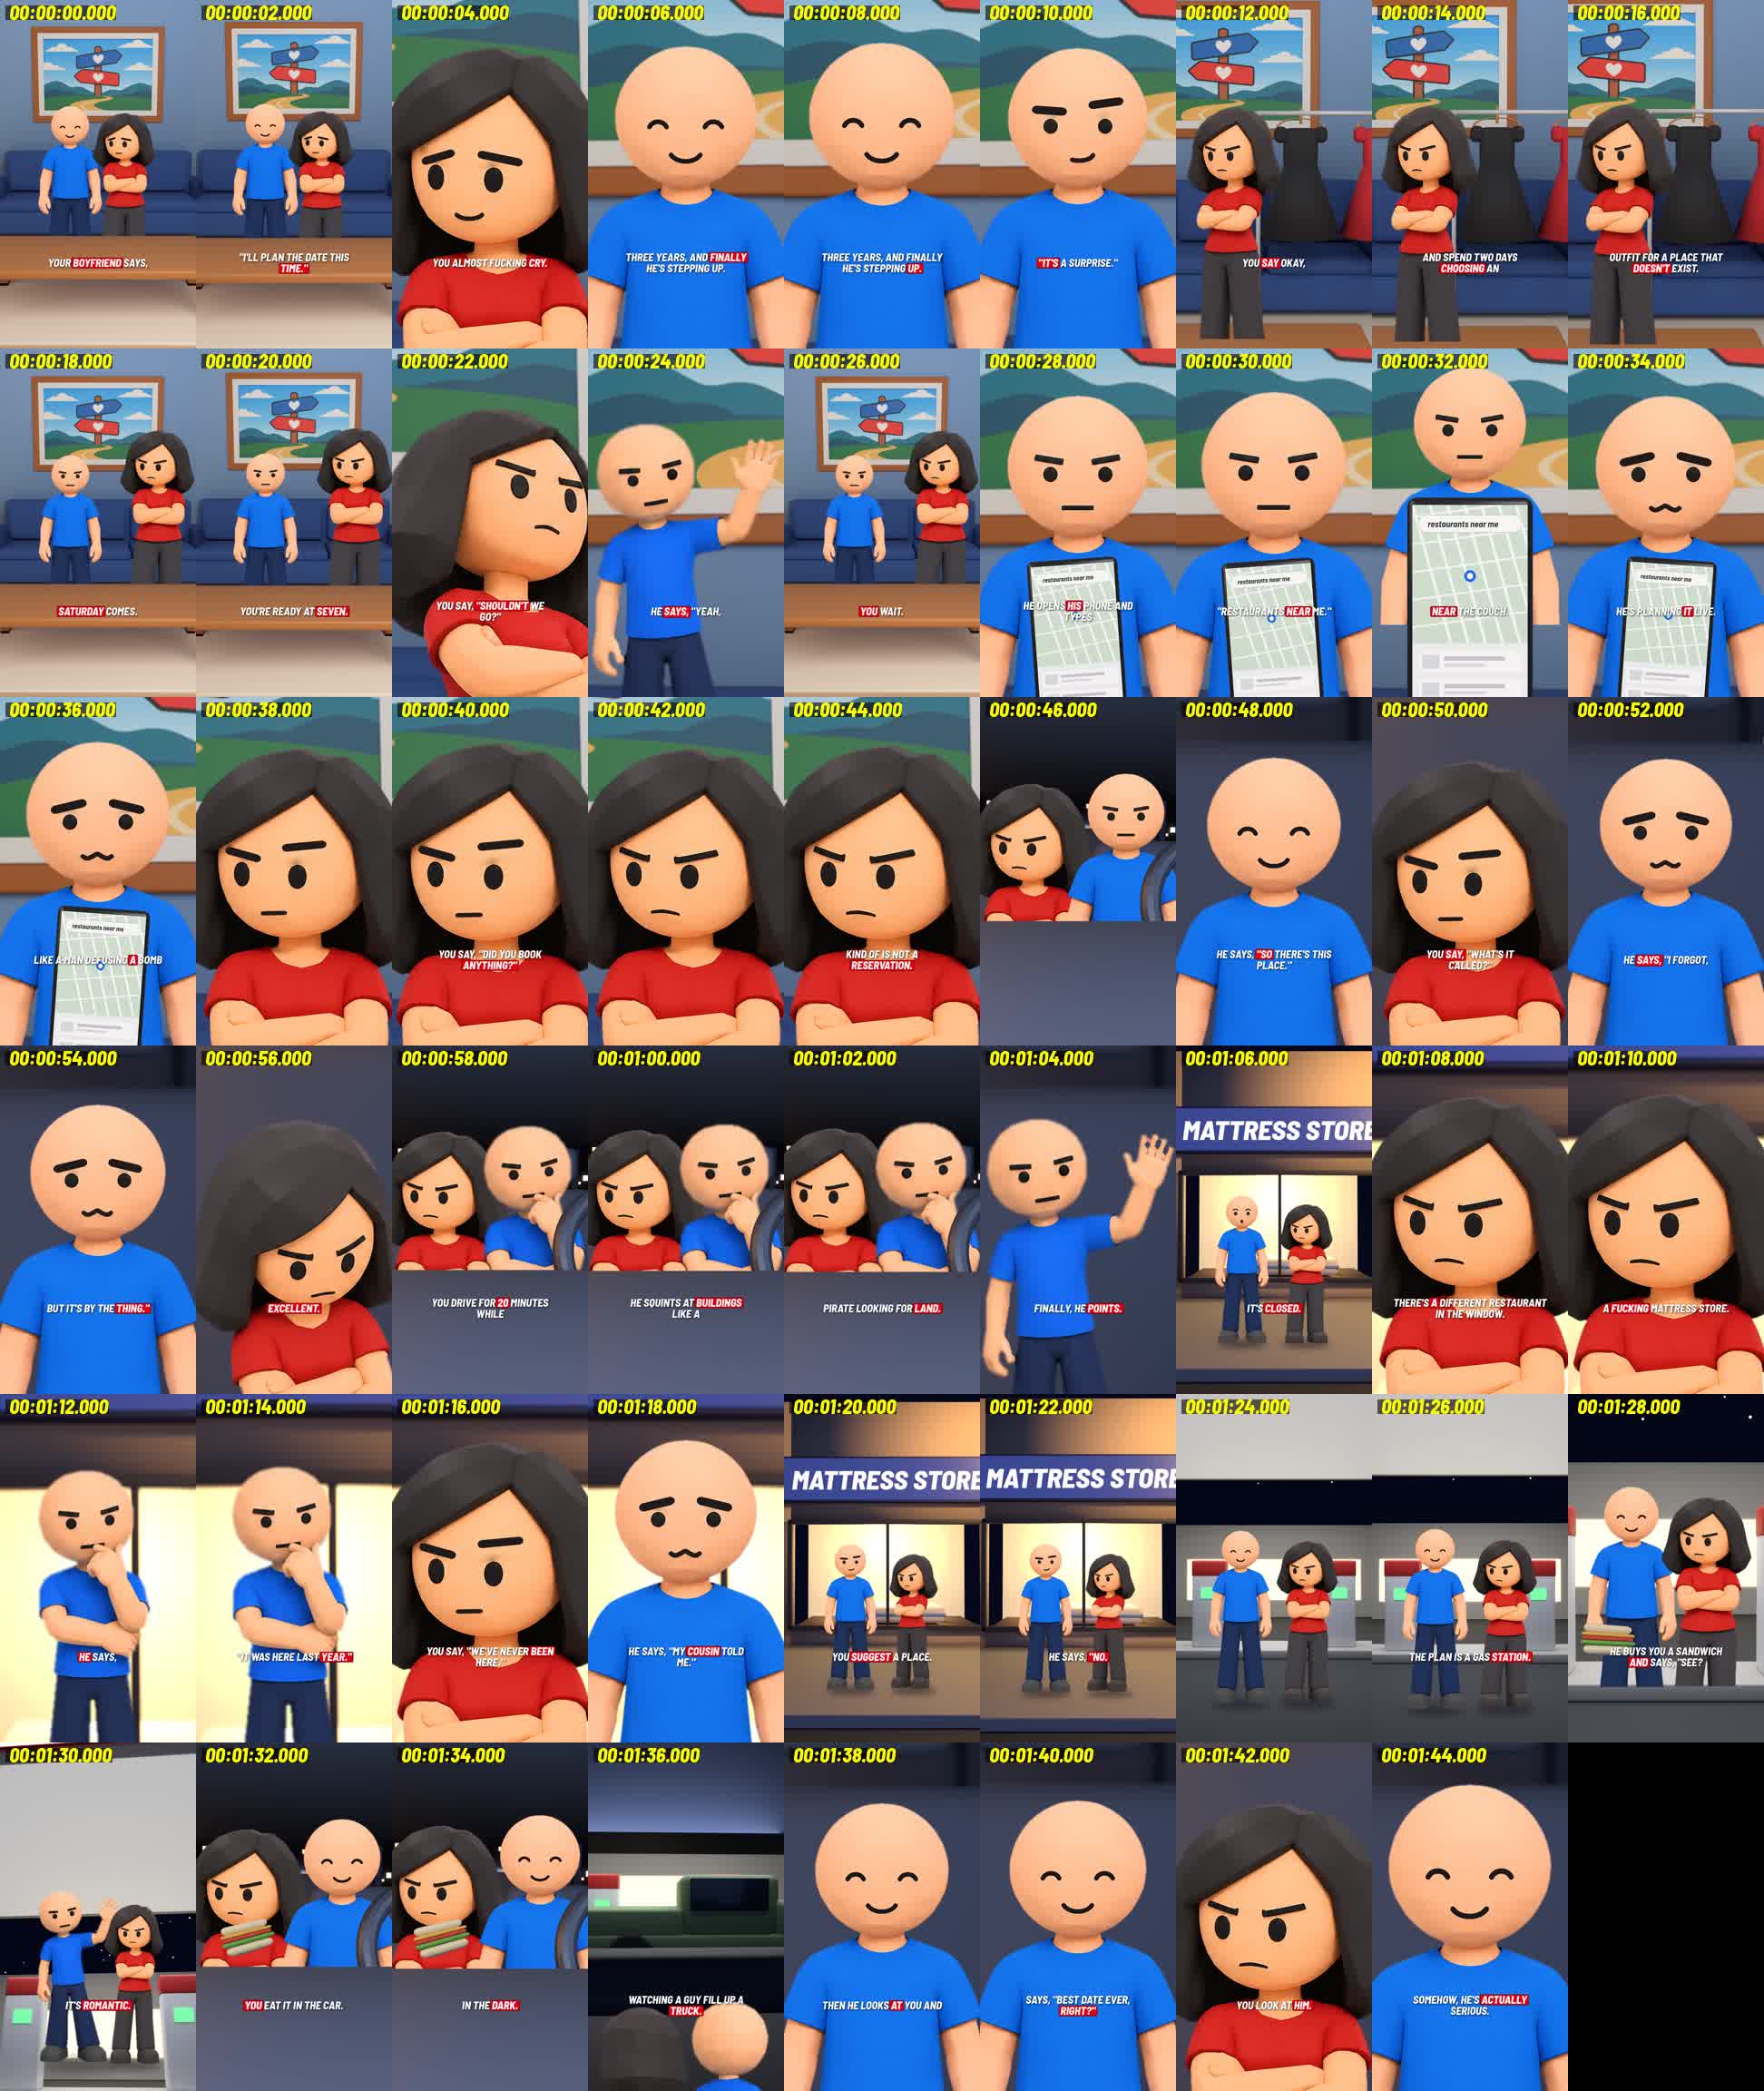 00:00:00.000
YOUR BOYFRIEND SAYS,
00:00:02.000
"I'LL PLAN THE DATE THIS
TIME."
00:00:04.000
YOU ALMOST FUCKING CRY.
00:00:06.000
THREE YEARS, AND FINALLY
HE'S STEPPING UP.
00:00:08.000
THREE YEARS, AND FINALLY
HE'S STEPPING UP.
00:00:10.000
"IT'S A SURPRISE."
00:00:12.000
YOU SAY OKAY,
00:00:14.000
AND SPEND TWO DAYS
CHOOSING AN
00:00:16.000
OUTFIT FOR A PLACE THAT
DOESN'T EXIST.
00:00:18.000
SATURDAY COMES.
00:00:20.000
YOU'RE READY AT SEVEN.
00:00:22.000
YOU SAY, "SHOULDN'T WE
GO?"
00:00:24.000
HE SAYS, "YEAH,
00:00:26.000
YOU WAIT.
00:00:28.000
restaurants near me
HE OPENS HIS PHONE AND
TYPES
00:00:30.000
restaurants near me
"RESTAURANTS NEAR ME."
00:00:32.000
restaurants near me
NEAR THE COUCH.
00:00:34.000
restaurants near me
HE'S PLANNING IT LIVE.
00:00:36.000
restaurants near me
LIKE A MAN DEFUSING A BOMB
00:00:38.000
00:00:40.000
YOU SAY, "DID YOU BOOK
ANYTHING?"
00:00:42.000
00:00:44.000
KIND OF IS NOT A
RESERVATION.
00:00:46.000
00:00:48.000
HE SAYS, "SO THERE'S THIS
PLACE."
00:00:50.000
YOU SAY, "WHAT'S IT
CALLED?"
00:00:52.000
HE SAYS, "I FORGOT,
00:00:54.000
BUT IT'S BY THE THING."
00:00:56.000
EXCELLENT.
00:00:58.000
YOU DRIVE FOR 20 MINUTES
WHILE
00:01:00.000
HE SQUINTS AT BUILDINGS
LIKE A
00:01:02.000
PIRATE LOOKING FOR LAND.
00:01:04.000
FINALLY, HE POINTS.
00:01:06.000
MATTRESS STORE
IT'S CLOSED.
00:01:08.000
THERE'S A DIFFERENT RESTAURANT
IN THE WINDOW.
00:01:10.000
A FUCKING MATTRESS STORE.
00:01:12.000
HE SAYS,
00:01:14.000
"IT WAS HERE LAST YEAR."
00:01:16.000
YOU SAY, "WE'VE NEVER BEEN
HERE."
00:01:18.000
HE SAYS, "MY COUSIN TOLD
ME."
00:01:20.000
MATTRESS STORE
YOU SUGGEST A PLACE.
00:01:22.000
MATTRESS STORE
HE SAYS, "NO.
00:01:24.000
00:01:26.000
THE PLAN IS A GAS STATION.
00:01:28.000
HE BUYS YOU A SANDWICH
AND SAYS, "SEE?
00:01:30.000
IT'S ROMANTIC.
00:01:32.000
YOU EAT IT IN THE CAR.
00:01:34.000
IN THE DARK.
00:01:36.000
WATCHING A GUY FILL UP A
TRUCK.
00:01:38.000
THEN HE LOOKS AT YOU AND
00:01:40.000
SAYS, "BEST DATE EVER,
RIGHT?"
00:01:42.000
YOU LOOK AT HIM.
00:01:44.000
SOMEHOW, HE'S ACTUALLY
SERIOUS.